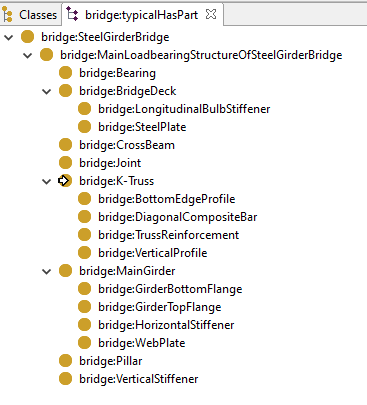 Classes bridge:typicalHasPart
bridge:SteelGirderBridge
bridge:MainLoadbearingStructureOfSteelGirderBridge
bridge:Bearing
bridge:BridgeDeck
bridge:LongitudinalBulbStiffener
bridge:SteelPlate
bridge:CrossBeam
bridge:Joint
bridge:K-Truss
bridge:BottomEdgeProfile
bridge:DiagonalCompositeBar
bridge:TrussReinforcement
bridge:VerticalProfile
bridge:MainGirder
bridge:GirderBottomFlange
bridge:GirderTopFlange
bridge:HorizontalStiffener
bridge:WebPlate
bridge:Pillar
bridge:VerticalStiffener